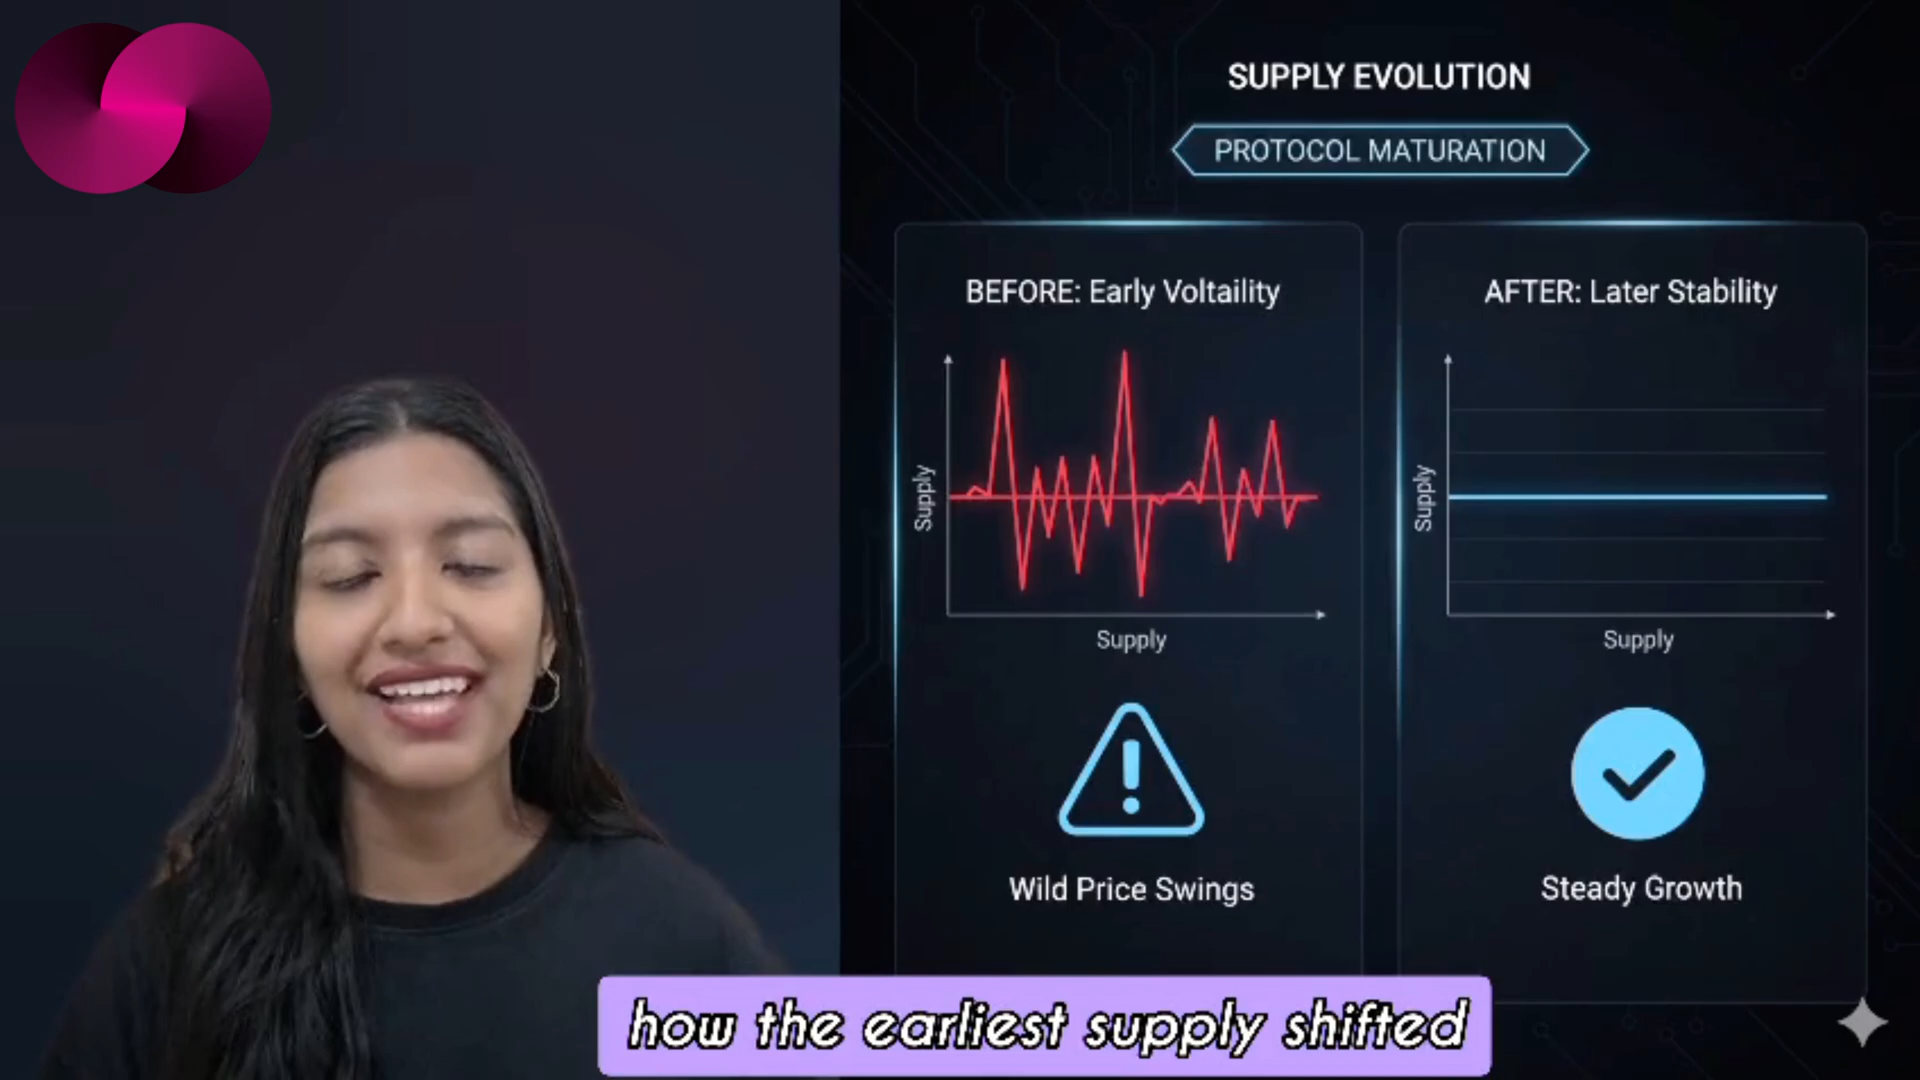 SUPPLY EVOLUTION
PROTOCOL MATURATION
BEFORE: Early Voltaility
Supply
Supply
Wild Price Swings
AFTER: Later Stability
Supply
Supply
Steady Growth
how the earliest supply shifted